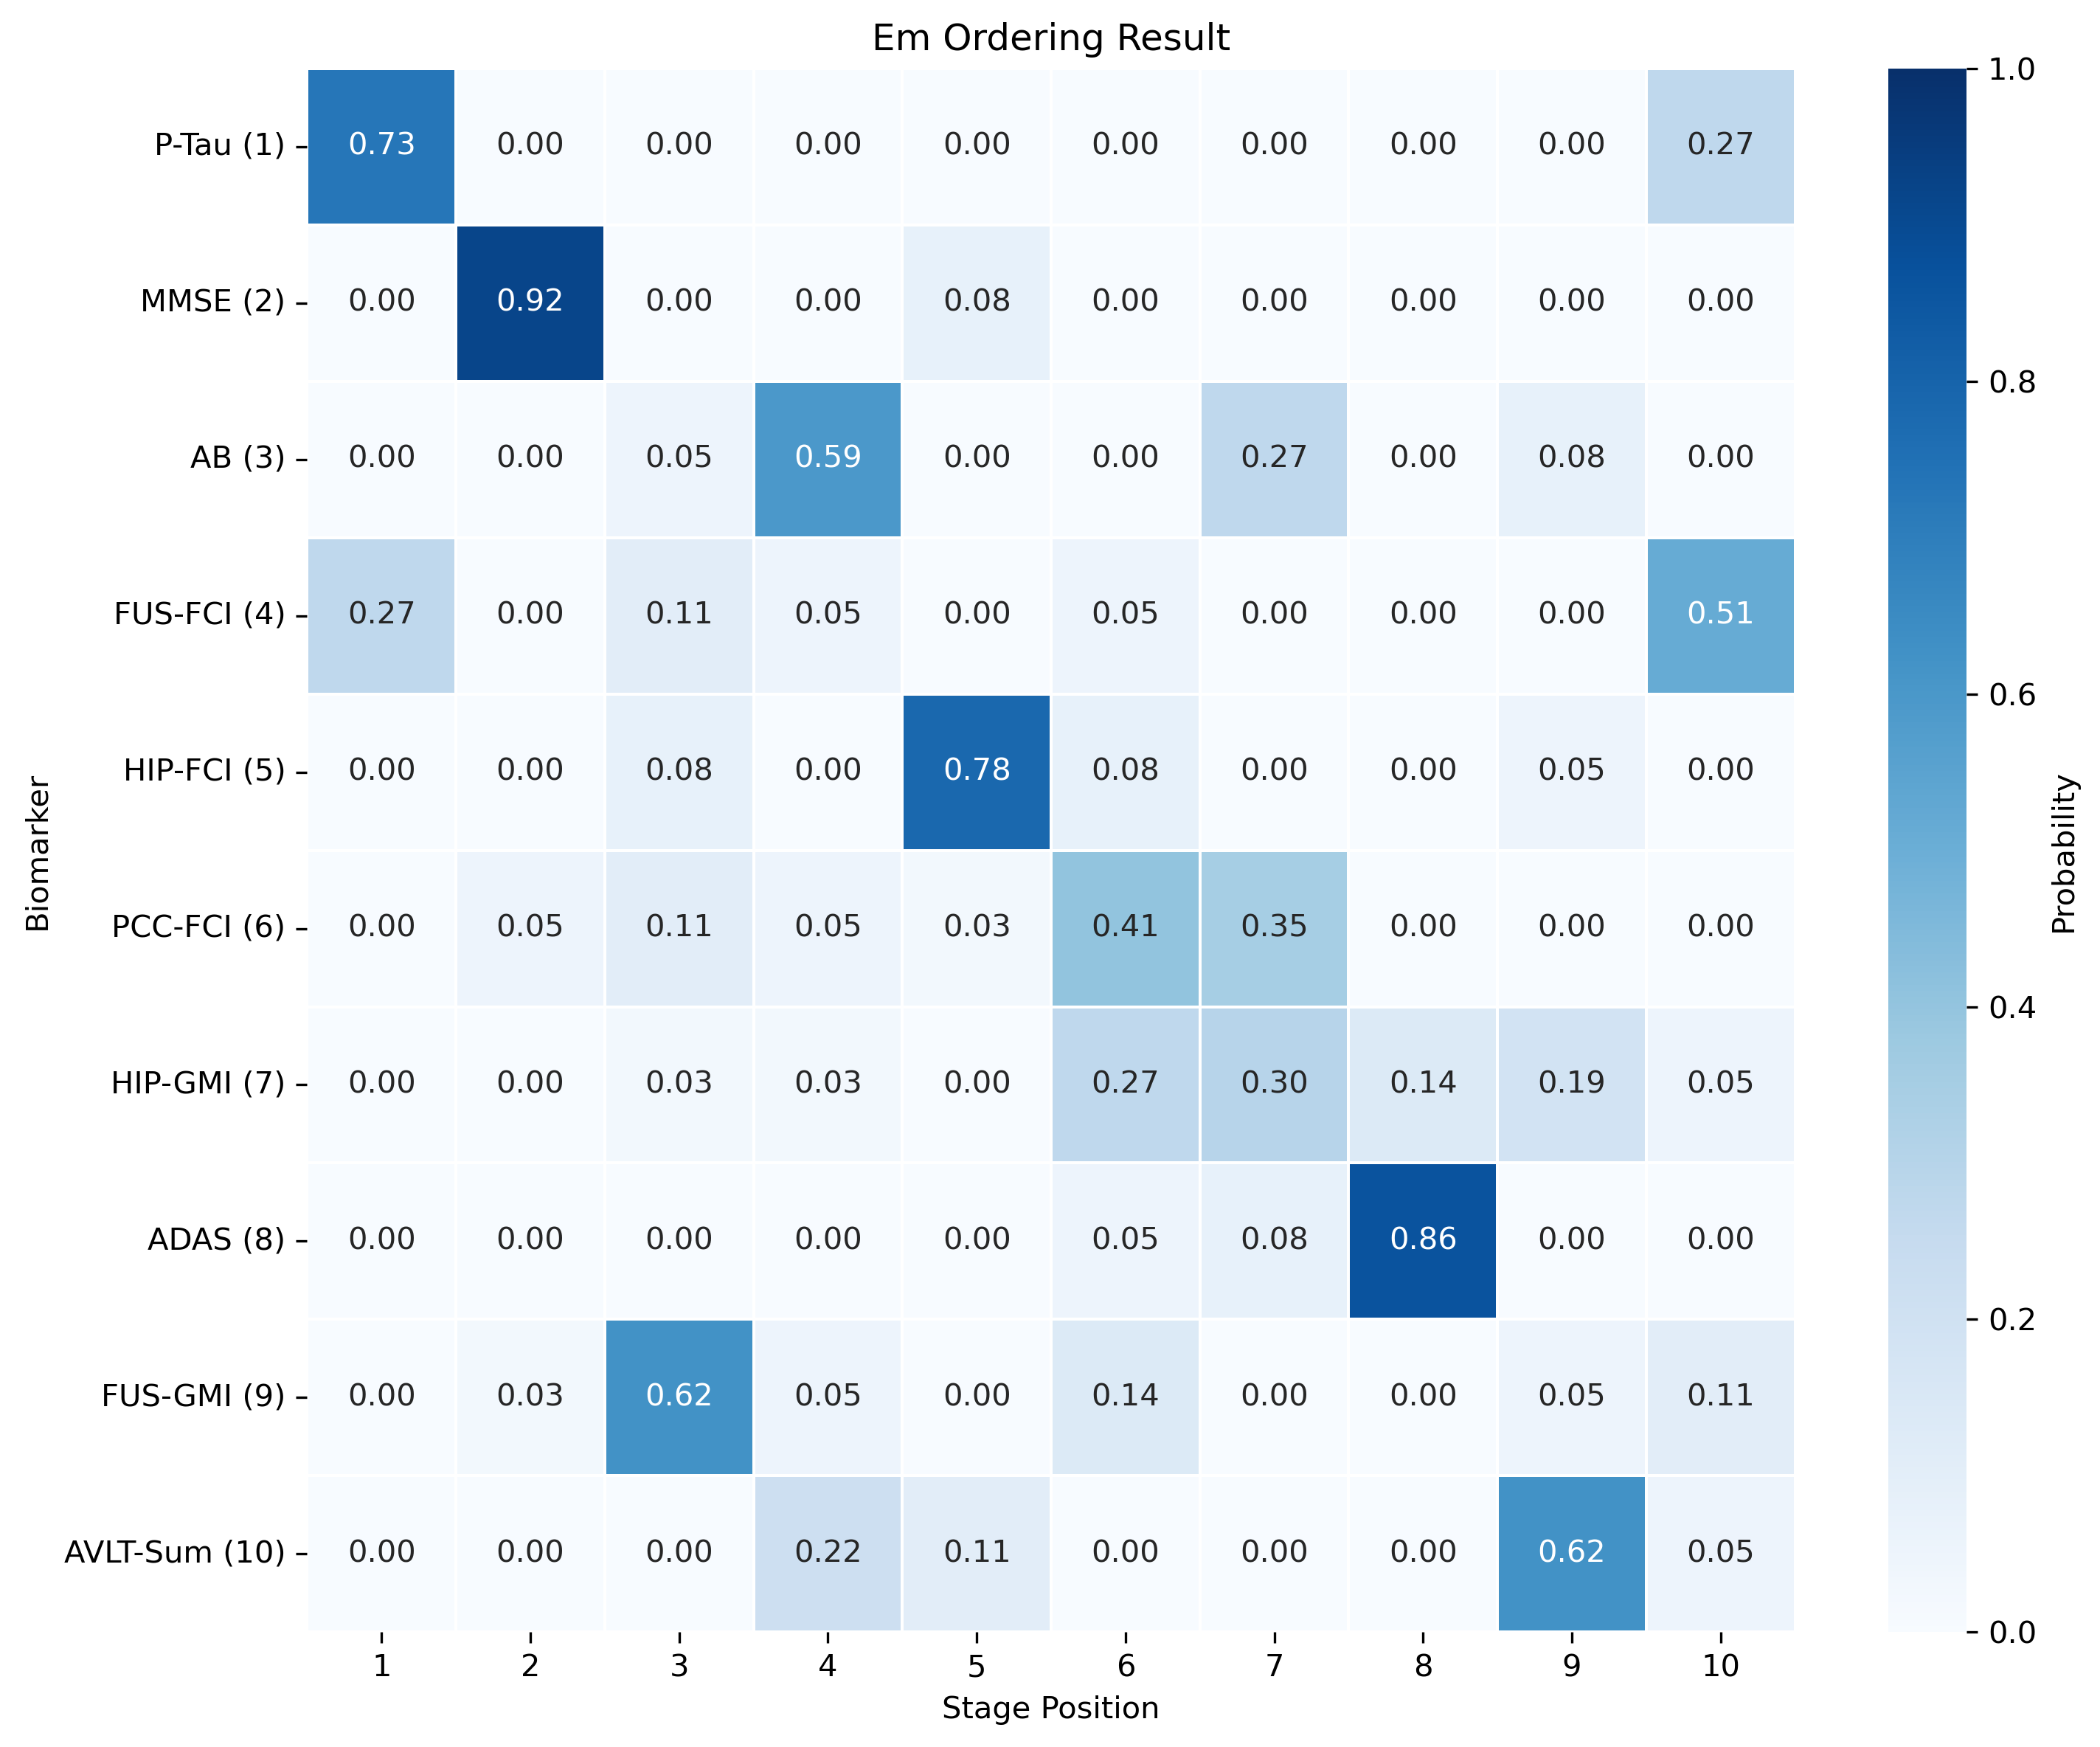 Em Ordering Result
P-Tau (1) 0.73 0.00 0.00 0.00 0.00 0.00 0.00 0.00 0.00 0.27
MMSE (2) 0.00 0.92 0.00 0.00 0.08 0.00 0.00 0.00 0.00 0.00
AB (3) 0.00 0.00 0.05 0.59 0.00 0.00 0.27 0.00 0.08 0.00
FUS-FCI (4) 0.27 0.00 0.11 0.05 0.00 0.05 0.00 0.00 0.00 0.51
HIP-FCI (5) 0.00 0.00 0.08 0.00 0.78 0.08 0.00 0.00 0.05 0.00
PCC-FCI (6) 0.00 0.05 0.11 0.05 0.03 0.41 0.35 0.00 0.00 0.00
HIP-GMI (7) 0.00 0.00 0.03 0.03 0.00 0.27 0.30 0.14 0.19 0.05
ADAS (8) 0.00 0.00 0.00 0.00 0.00 0.05 0.08 0.86 0.00 0.00
FUS-GMI (9) 0.00 0.03 0.62 0.05 0.00 0.14 0.00 0.00 0.05 0.11
AVLT-Sum (10) 0.00 0.00 0.00 0.22 0.11 0.00 0.00 0.00 0.62 0.05
1 2 3 4 5 6 7 8 9 10
Stage Position
Biomarker
1.0
0.8
0.6
0.4
0.2
0.0
Probability